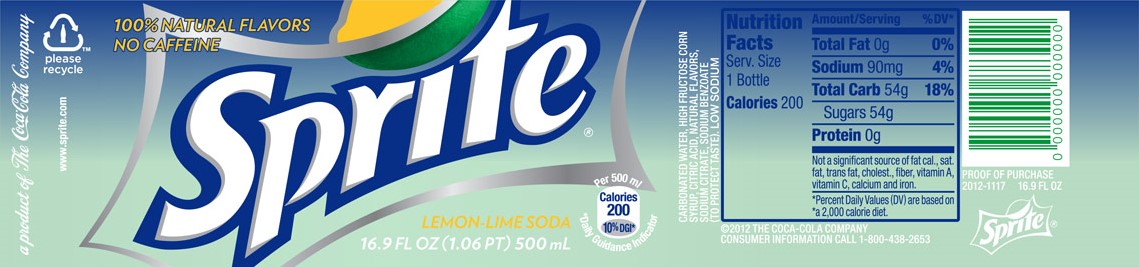 a product of The Coca-Cola Company
please
recycle
TM
www.sprite.com
100% NATURAL FLAVORS
NO CAFFEINE
Sprite®
LEMON-LIME SODA
16.9 FL OZ (1.06 PT) 500 mL
Per 500 ml
Calories
200
10% DGI*
*Daily Guidance Indicator
CARBONATED WATER, HIGH FRUCTOSE CORN
SYRUP, CITRIC ACID, NATURAL FLAVORS,
SODIUM CITRATE, SODIUM BENZOATE
(TO PROTECT TASTE). LOW SODIUM
Nutrition
Facts
Serv. Size
1 Bottle
Calories 200
Amount/Serving %DV*
Total Fat 0g 0%
Sodium 90mg 4%
Total Carb 54g 18%
Sugars 54g
Protein 0g
Not a significant source of fat cal., sat.
fat, trans fat, cholest., fiber, vitamin A,
vitamin C, calcium and iron.
*Percent Daily Values (DV) are based on
*a 2,000 calorie diet.
©2012 THE COCA-COLA COMPANY
CONSUMER INFORMATION CALL 1-800-438-2653
0 00000 00000 0
PROOF OF PURCHASE
2012-1117 16.9 FL OZ
Sprite®